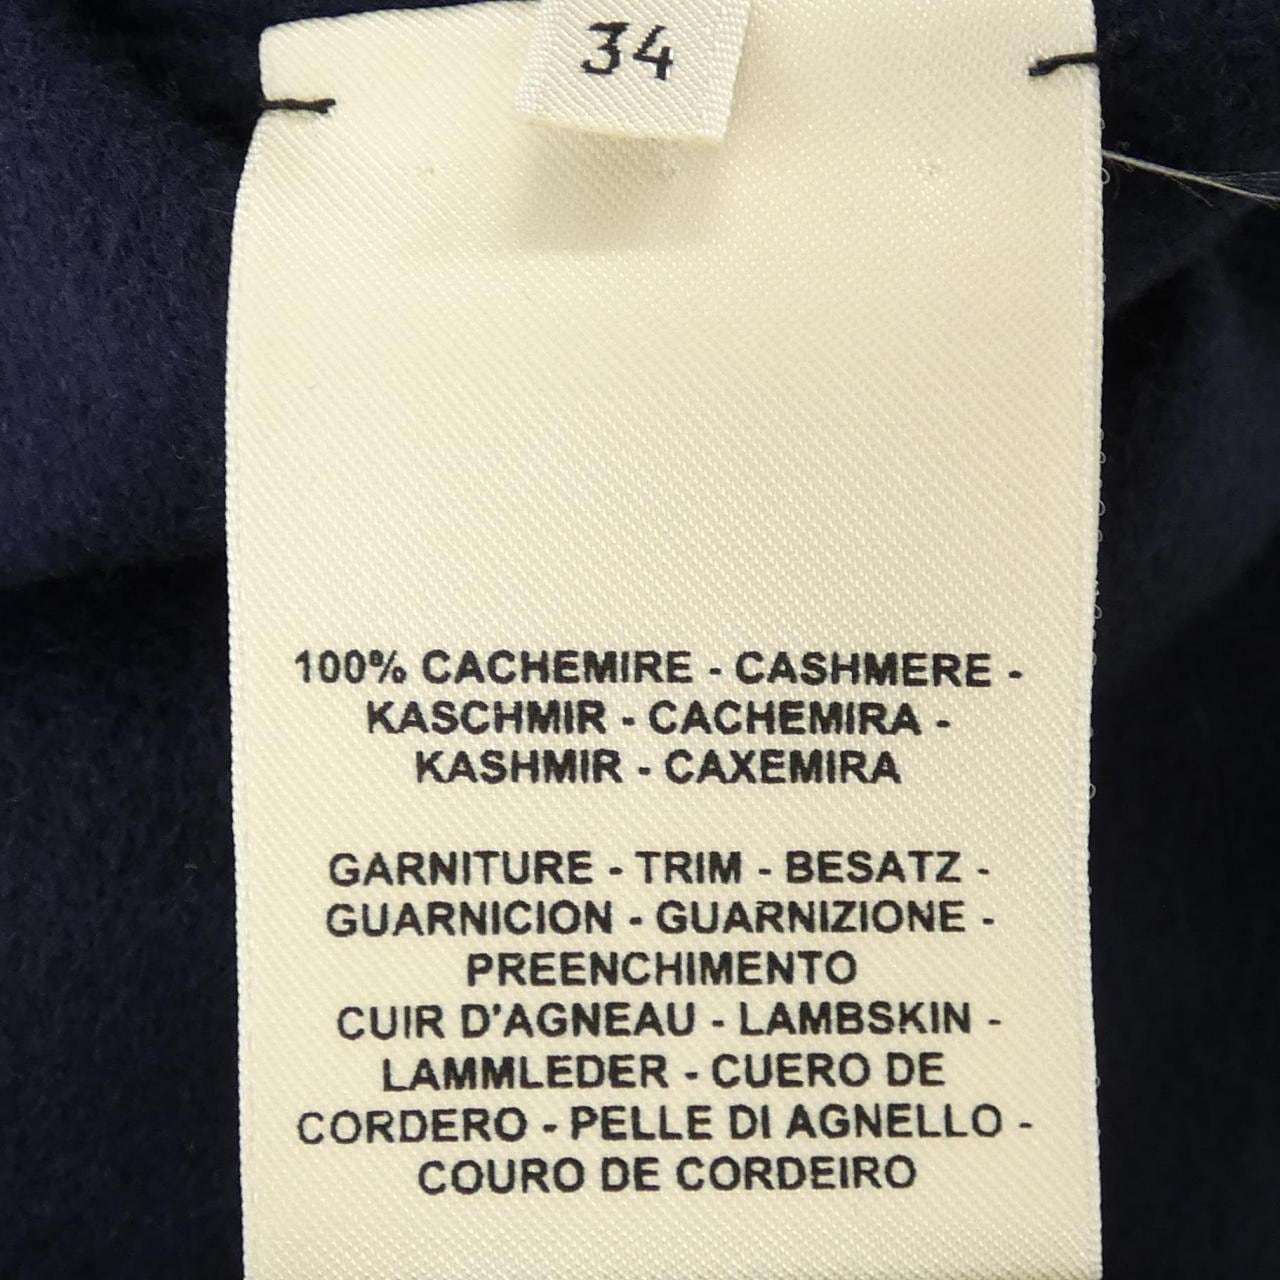 34
100% CACHEMIRE - CASHMERE -
KASCHMIR - CACHEMIRA -
KASHMIR - CAXEMIRA
GARNITURE - TRIM - BESATZ -
GUARNICION - GUARNIZIONE -
PREENCHIMENTO
CUIR D'AGNEAU - LAMBSKIN -
LAMMLEDER - CUERO DE
CORDERO - PELLE DI AGNELLO -
COURO DE CORDEIRO